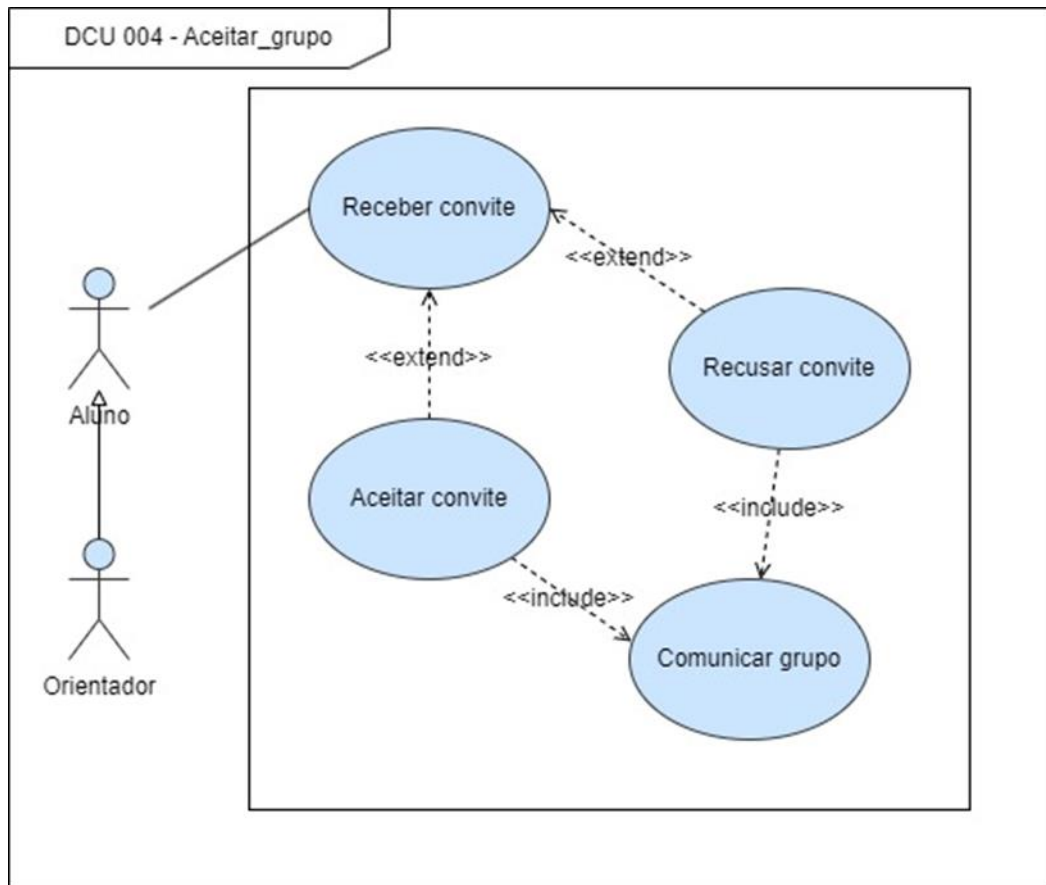 DCU 004 - Aceitar_grupo
Receber convite
<<extend>>
Recusar convite
<<extend>>
Aluno
Aceitar convite
<<include>>
<<include>>
Comunicar grupo
Orientador